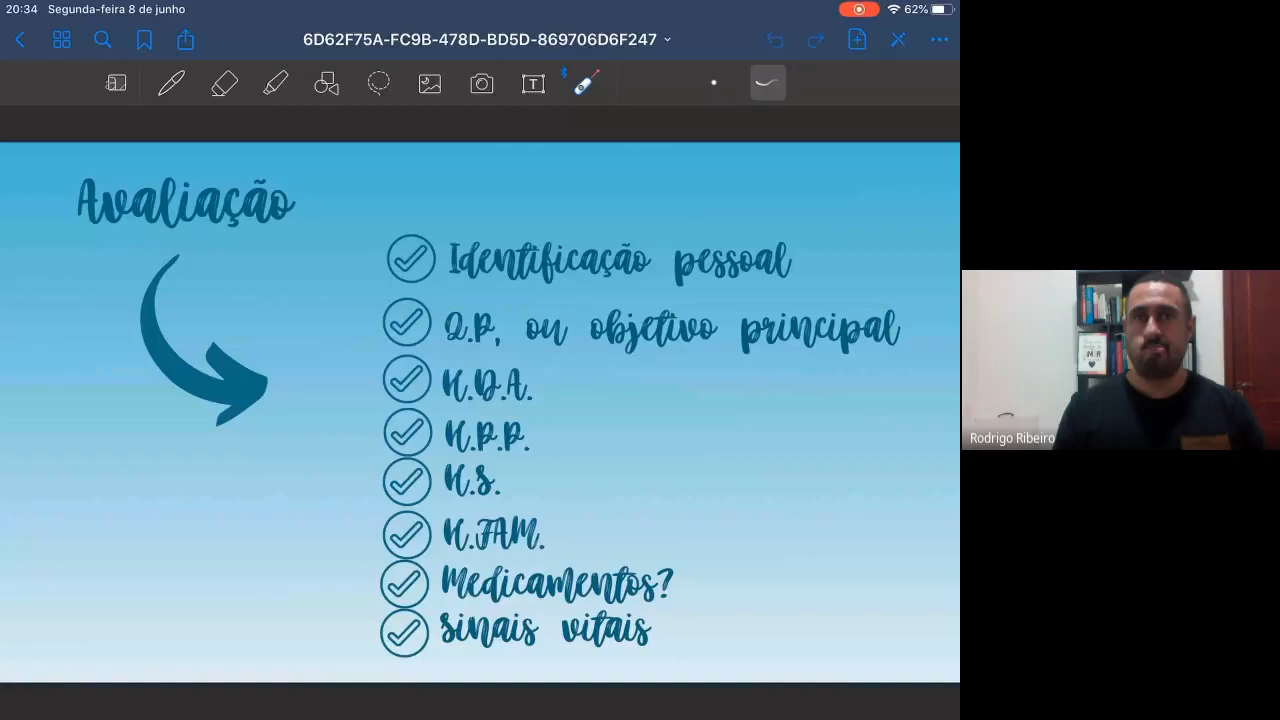 20:34 Segunda-feira 8 de junho
62%
6D62F75A-FC9B-478D-BD5D-869706D6F247
T
Avaliação
Identificação pessoal
Q.P, ou objetivo principal
H.D.A.
H.P.P.
H.S.
H.FAM.
Medicamentos?
Sinais vitais
Rodrigo Ribeiro